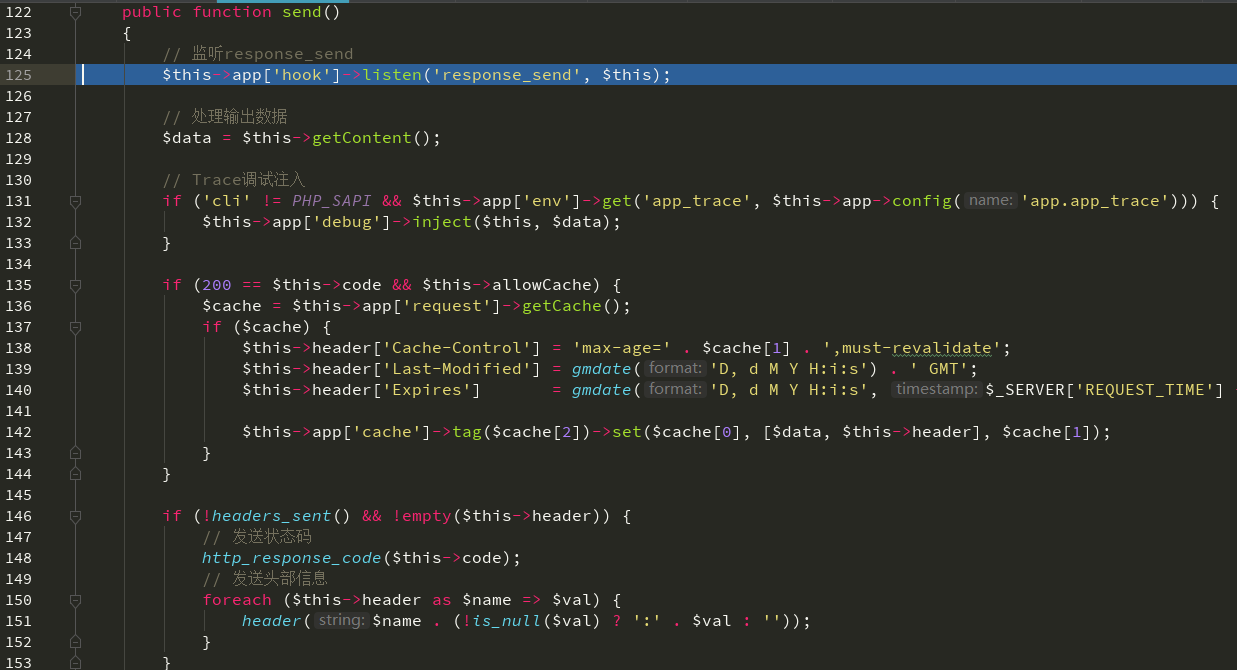 122 public function send()
123 {
124 // 监听response_send
125 $this->app['hook']->listen('response_send', $this);
126
127 // 处理输出数据
128 $data = $this->getContent();
129
130 // Trace调试注入
131 if ('cli' != PHP_SAPI && $this->app['env']->get('app_trace', $this->app->config( name: 'app.app_trace'))) {
132 $this->app['debug']->inject($this, $data);
133 }
134
135 if (200 == $this->code && $this->allowCache) {
136 $cache = $this->app['request']->getCache();
137 if ($cache) {
138 $this->header['Cache-Control'] = 'max-age=' . $cache[1] . ',must-revalidate';
139 $this->header['Last-Modified'] = gmdate( format: 'D, d M Y H:i:s') . ' GMT';
140 $this->header['Expires'] = gmdate( format: 'D, d M Y H:i:s', timestamp: $_SERVER['REQUEST_TIME']
141
142 $this->app['cache']->tag($cache[2])->set($cache[0], [$data, $this->header], $cache[1]);
143 }
144 }
145
146 if (!headers_sent() && !empty($this->header)) {
147 // 发送状态码
148 http_response_code($this->code);
149 // 发送头部信息
150 foreach ($this->header as $name => $val) {
151 header( string: $name . (!is_null($val) ? ':' . $val : ''));
152 }
153 }